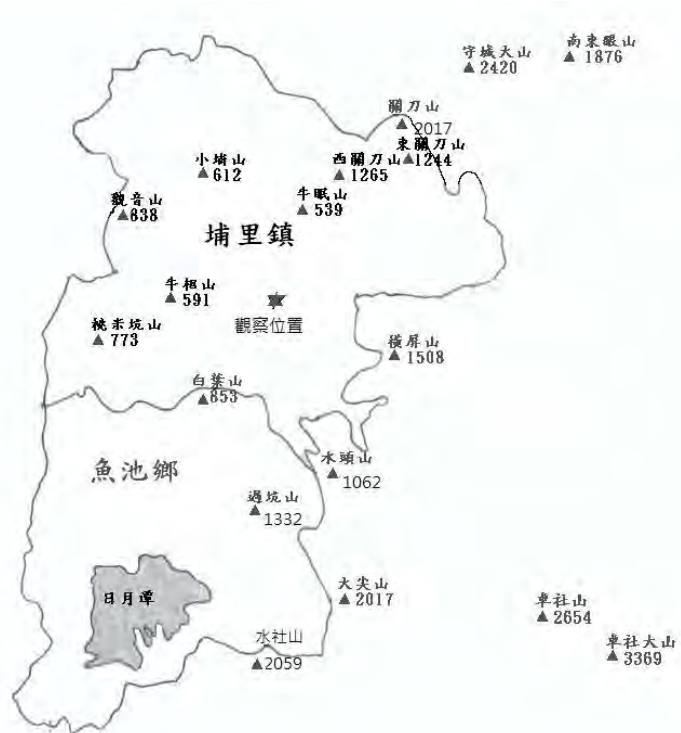 守城大山
2420
南東眼山
1876
關刀山
2017
東關刀山
1244
西關刀山
1265
小埔山
612
牛眠山
539
觀音山
838
埔里鎮
牛相山
591
觀察位置
桃米坑山
773
橫屏山
1508
白葉山
853
魚池鄉
水頭山
1062
過坑山
1332
日月潭
大尖山
2017
水社山
2059
卓社山
2654
卓社大山
3369